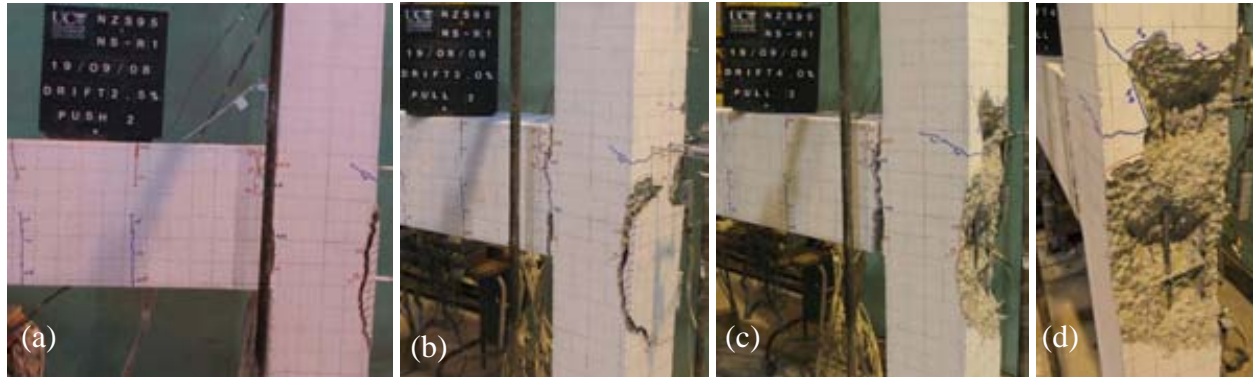 NZS95
NS-R1
19/09/08
DRIFT2.5%
PUSH 2
(a)
NZS95
NS-R1
19/09/08
DRIFT3.0%
PULL 2
(b)
NZS95
NS-R1
19/09/08
DRIFT4.0%
PULL 2
(c)
(d)